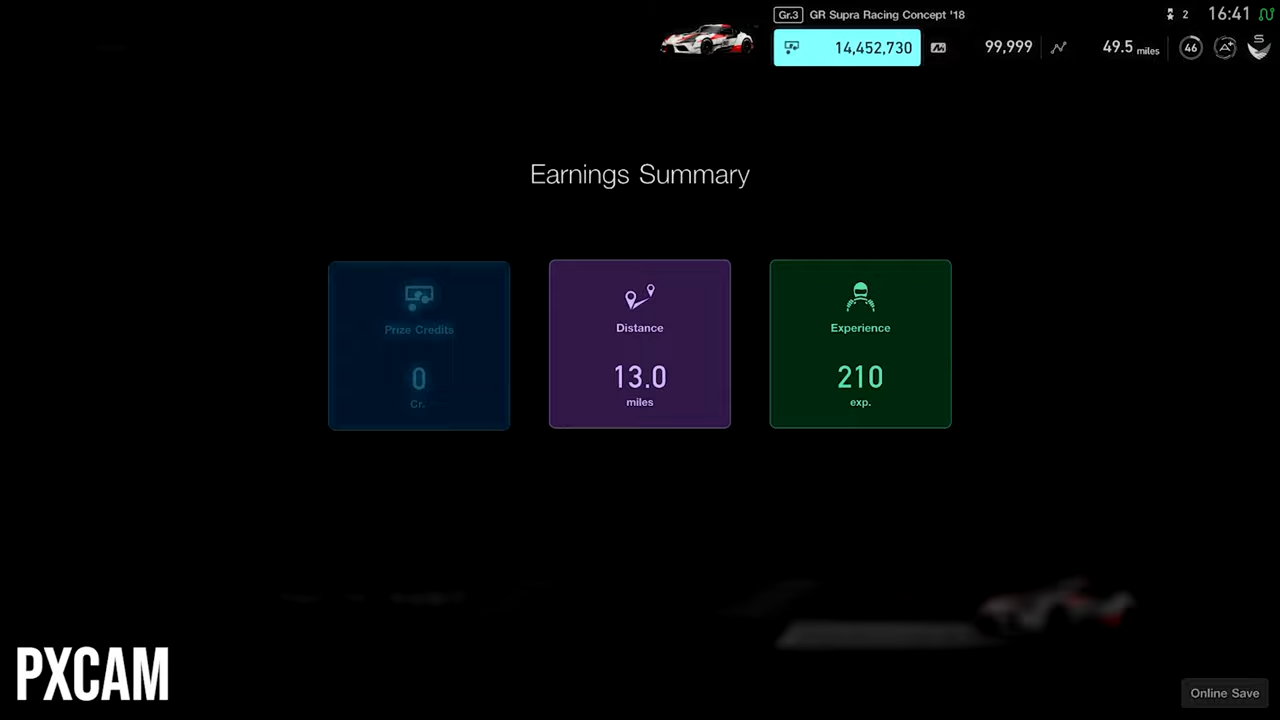 Gr.3 GR Supra Racing Concept '18
2 16:41
14,452,730 99,999 49.5 miles 46 S
Earnings Summary
Prize Credits
0
Cr.
Distance
13.0
miles
Experience
210
exp.
PXCAM
Online Save